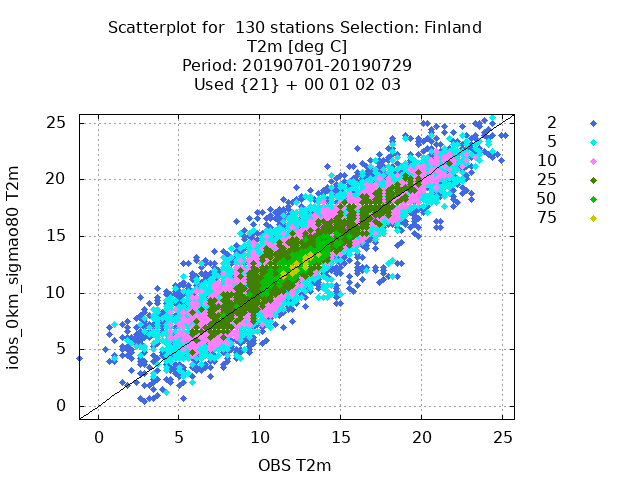 Scatterplot for  130 stations Selection: Finland
T2m [deg C]
Period: 20190701-20190729
Used {21} + 00 01 02 03
iobs_0km_sigmao80 T2m
25
20
15
10
5
0
0 5 10 15 20 25
OBS T2m
2
5
10
25
50
75